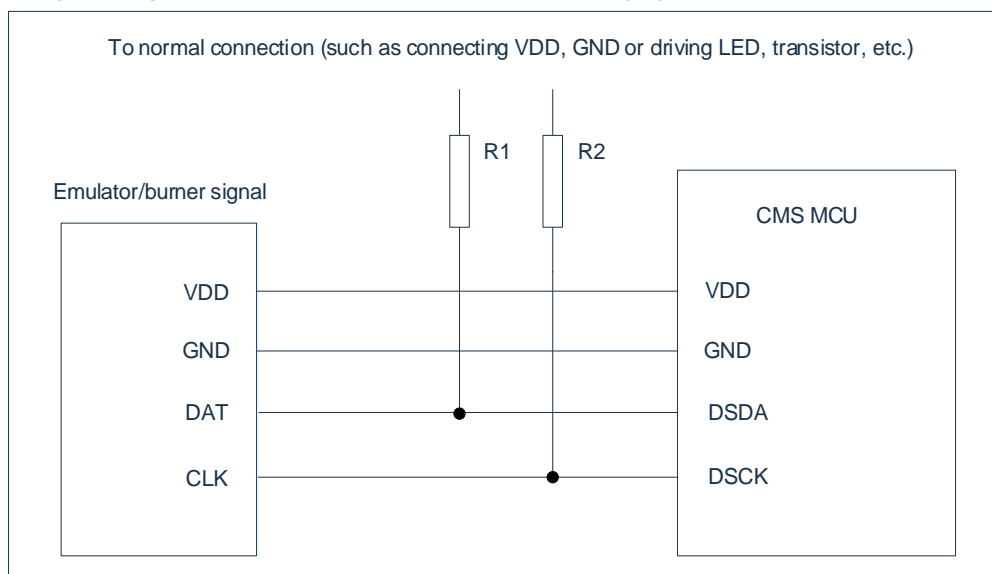 To normal connection (such as connecting VDD, GND or driving LED, transistor, etc.)
R1
R2
Emulator/burner signal
CMS MCU
VDD
VDD
GND
GND
DAT
DSDA
CLK
DSCK